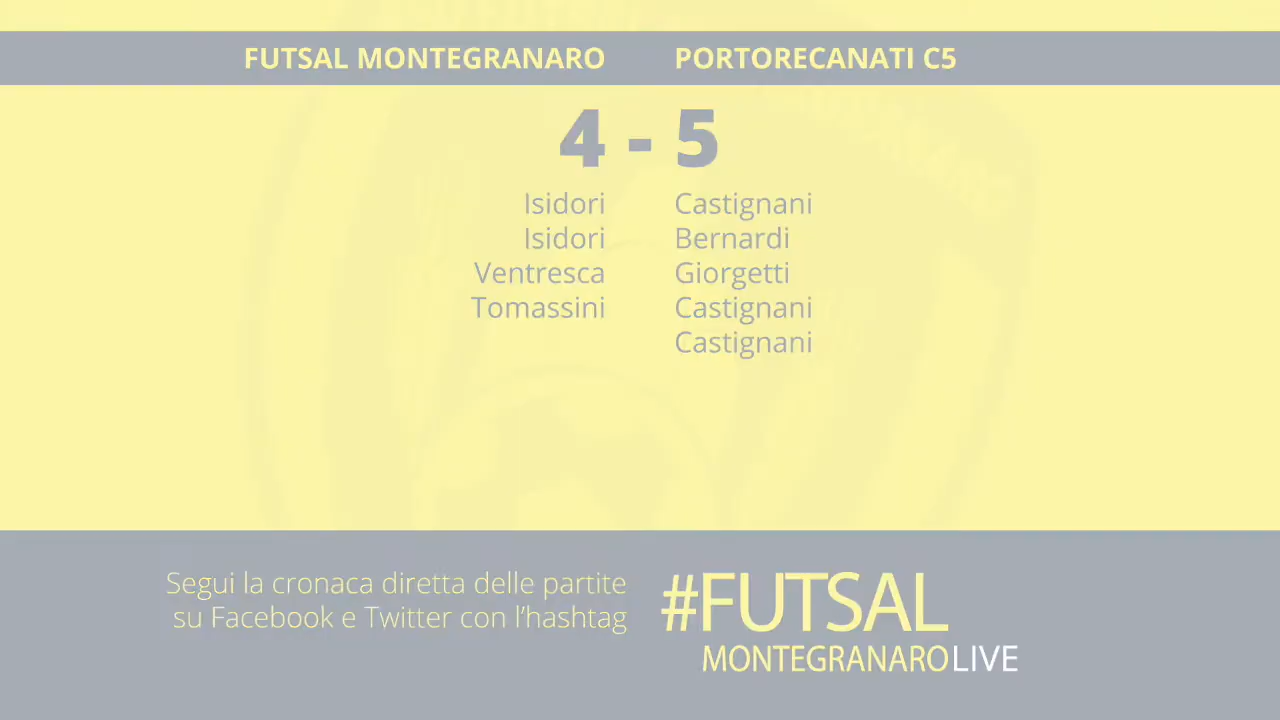 FUTSAL MONTEGRANARO PORTORECANATI C5
4 - 5
Isidori Castignani
Isidori Bernardi
Ventresca Giorgetti
Tomassini Castignani
Castignani
Segui la cronaca diretta delle partite
su Facebook e Twitter con l’hashtag
#FUTSAL
MONTEGRANAROLIVE